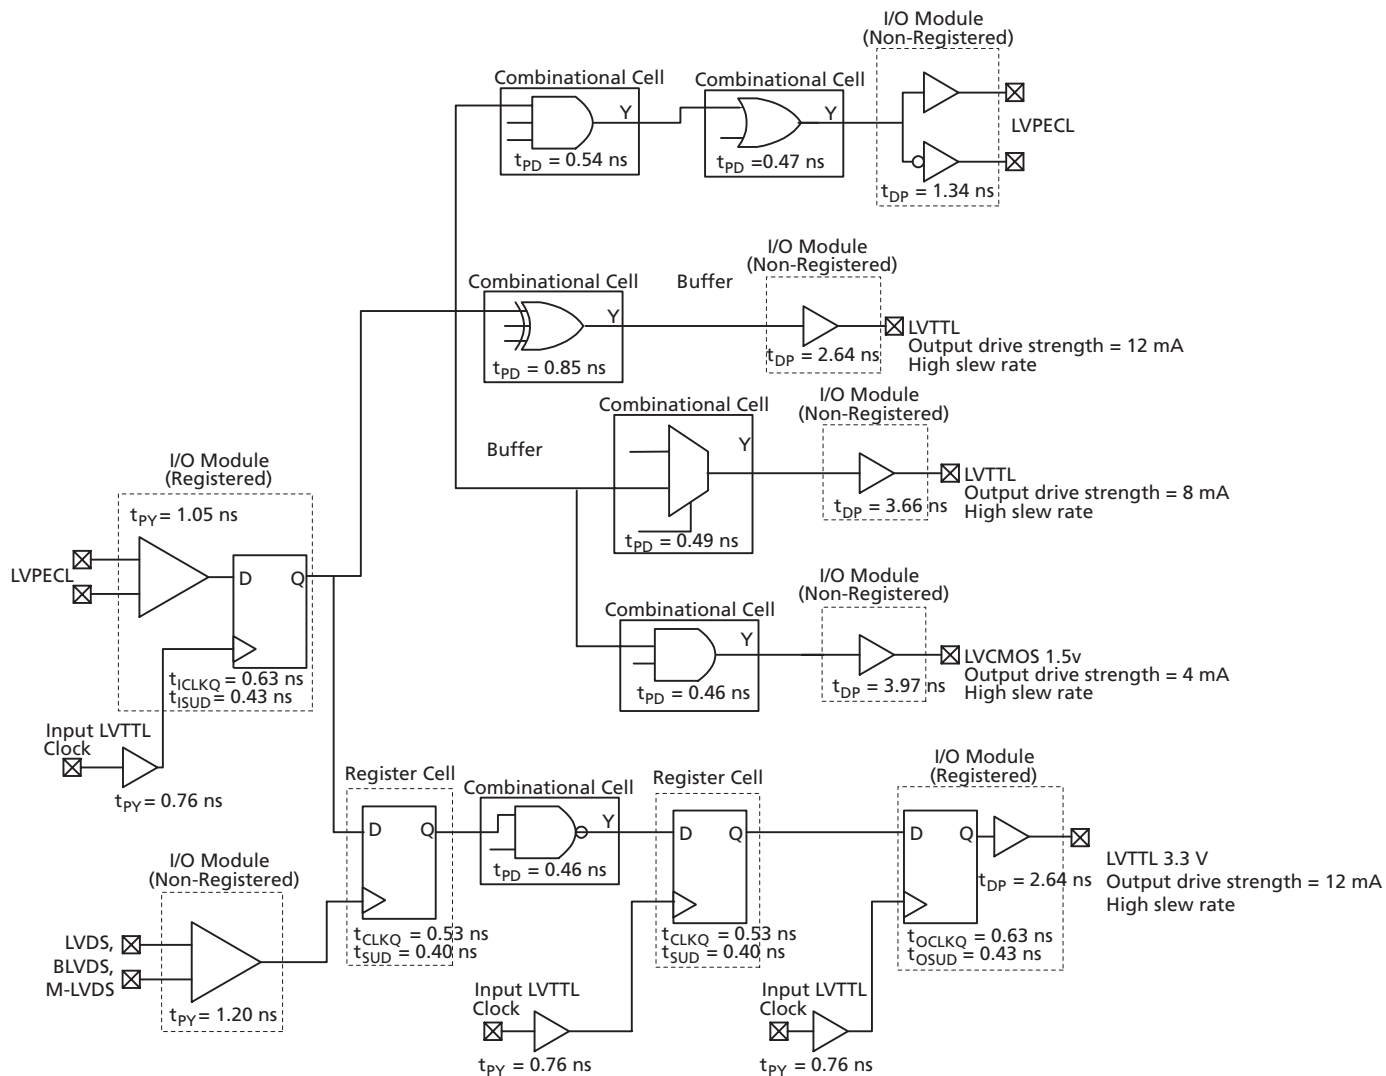 I/O Module
(Non-Registered)
Combinational Cell
Y
tPD = 0.54 ns
Combinational Cell
Y
tPD =0.47 ns
LVPECL
tDP = 1.34 ns
I/O Module
(Non-Registered)
Combinational Cell
Buffer
Y
tPD = 0.85 ns
tDP = 2.64 ns
LVTTL
Output drive strength = 12 mA
High slew rate
I/O Module
(Non-Registered)
Combinational Cell
Y
Buffer
tPD = 0.49 ns
tDP = 3.66 ns
LVTTL
Output drive strength = 8 mA
High slew rate
I/O Module
(Registered)
tPY = 1.05 ns
LVPECL
D
Q
tICLKQ = 0.63 ns
tISUD = 0.43 ns
Input LVTTL
Clock
tPY = 0.76 ns
I/O Module
(Non-Registered)
Combinational Cell
Y
tPD = 0.46 ns
tDP = 3.97 ns
LVCMOS 1.5v
Output drive strength = 4 mA
High slew rate
Register Cell
D
Q
tCLKQ = 0.53 ns
tSUD = 0.40 ns
Combinational Cell
Y
tPD = 0.46 ns
Register Cell
D
Q
tCLKQ = 0.53 ns
tSUD = 0.40 ns
I/O Module
(Registered)
D
Q
tDP = 2.64 ns
tOCLKQ = 0.63 ns
tOSUD = 0.43 ns
LVTTL 3.3 V
Output drive strength = 12 mA
High slew rate
I/O Module
(Non-Registered)
LVDS,
BLVDS,
M-LVDS
tPY = 1.20 ns
Input LVTTL
Clock
tPY = 0.76 ns
Input LVTTL
Clock
tPY = 0.76 ns